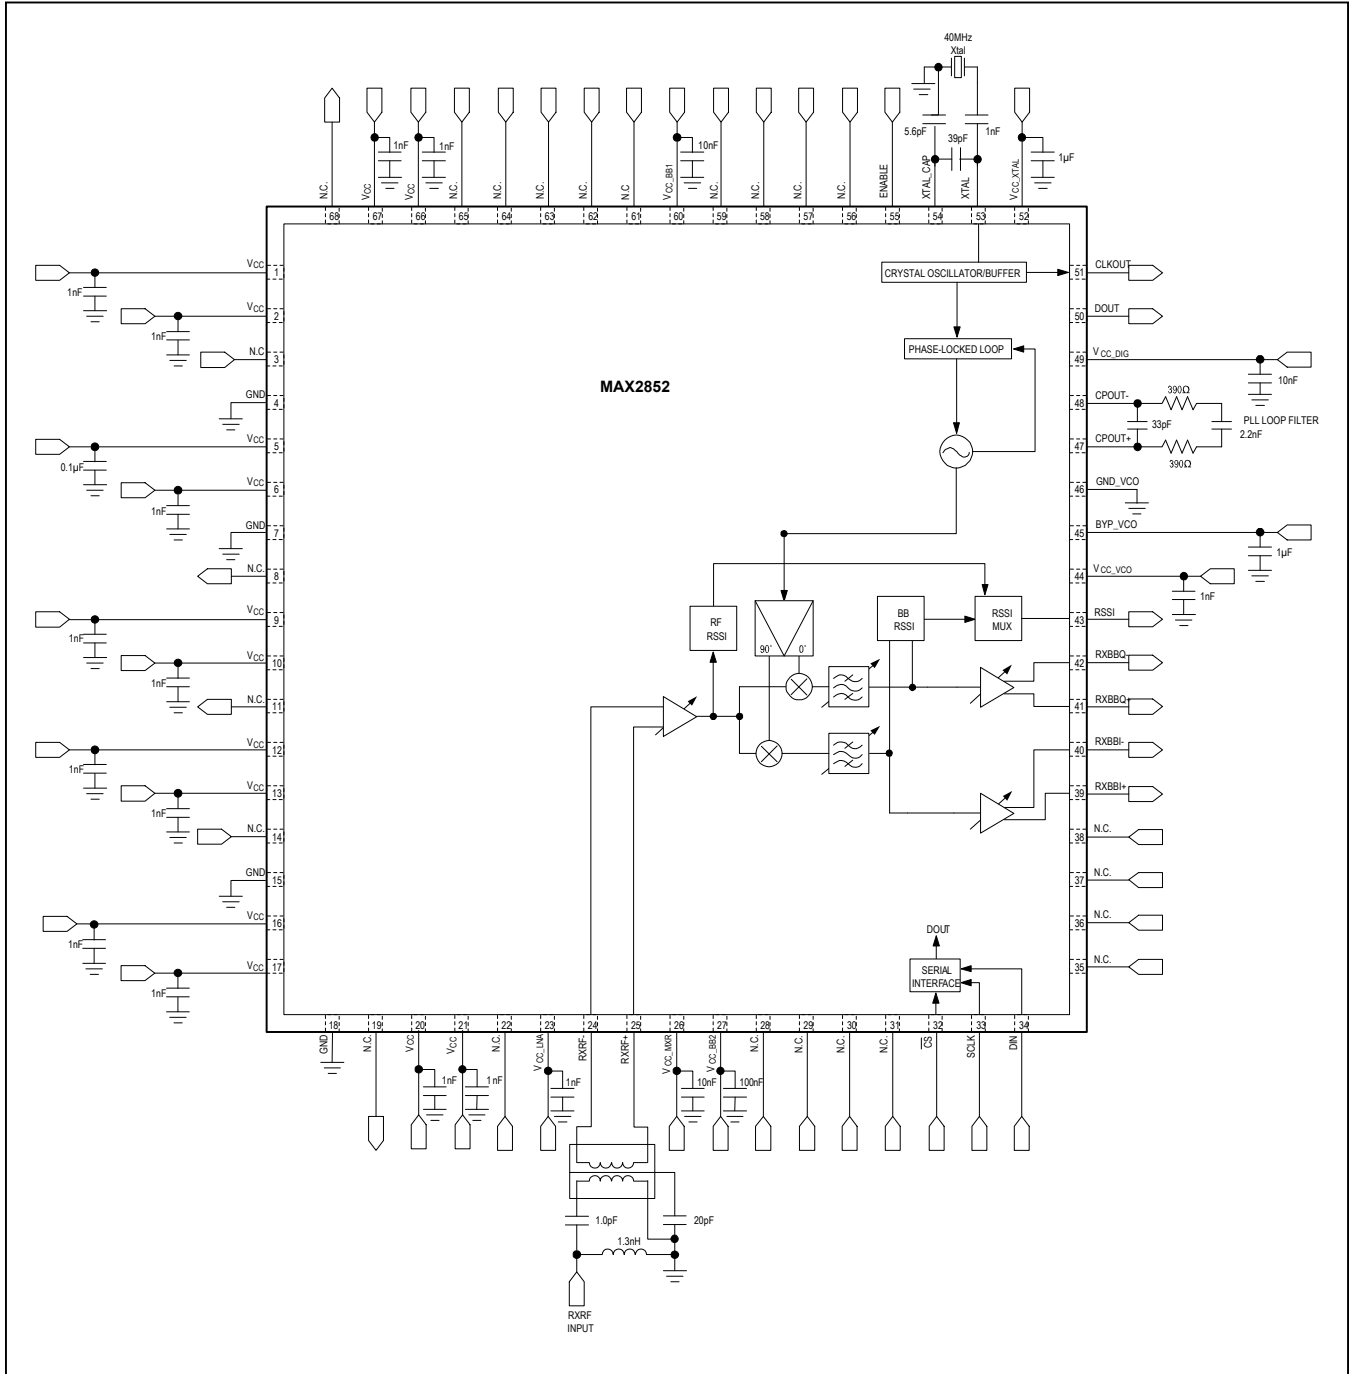 40MHz
Xtal
5.6pF
39pF
1nF
1nF
1nF
10nF
1µF
N.C.
VCC
VCC
N.C.
N.C.
N.C.
N.C.
N.C
VCC_BB1
N.C.
N.C.
N.C.
N.C.
ENABLE
XTAL_CAP
XTAL
VCC_XTAL
68
67
66
65
64
63
62
61
60
59
58
57
56
55
54
53
52
VCC
1
1nF
VCC
2
1nF
N.C
3
GND
4
VCC
5
0.1µF
VCC
6
1nF
GND
7
N.C.
8
VCC
9
1nF
VCC
10
1nF
N.C.
11
VCC
12
1nF
VCC
13
1nF
N.C.
14
GND
15
VCC
16
1nF
VCC
17
1nF
MAX2852
CRYSTAL OSCILLATOR/BUFFER
PHASE-LOCKED LOOP
RF
RSSI
90°
0°
BB
RSSI
RSSI
MUX
DOUT
SERIAL
INTERFACE
51
CLKOUT
50
DOUT
49
VCC_DIG
10nF
48
CPOUT-
390Ω
33pF
PLL LOOP FILTER
2.2nF
47
CPOUT+
390Ω
46
GND_VCO
45
BYP_VCO
1µF
44
VCC_VCO
1nF
43
RSSI
42
RXBBQ-
41
RXBBQ+
40
RXBBI-
39
RXBBI+
38
N.C.
37
N.C.
36
N.C.
35
N.C.
18
19
20
21
22
23
24
25
26
27
28
29
30
31
32
33
34
GND
N.C.
VCC
VCC
N.C.
VCC_LNA
RXRF-
RXRF+
VCC_MXR
VCC_BB2
N.C.
N.C.
N.C.
N.C.
CS
SCLK
DIN
1nF
1nF
1nF
10nF
100nF
1.0pF
20pF
1.3nH
RXRF
INPUT